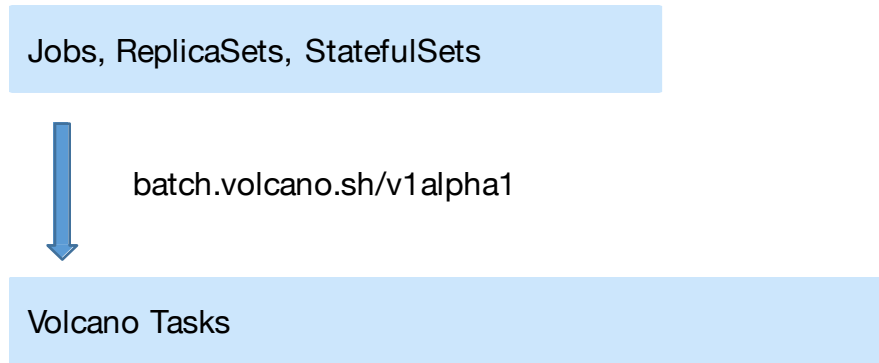 Jobs, ReplicaSets, StatefulSets
batch.volcano.sh/v1alpha1
Volcano Tasks